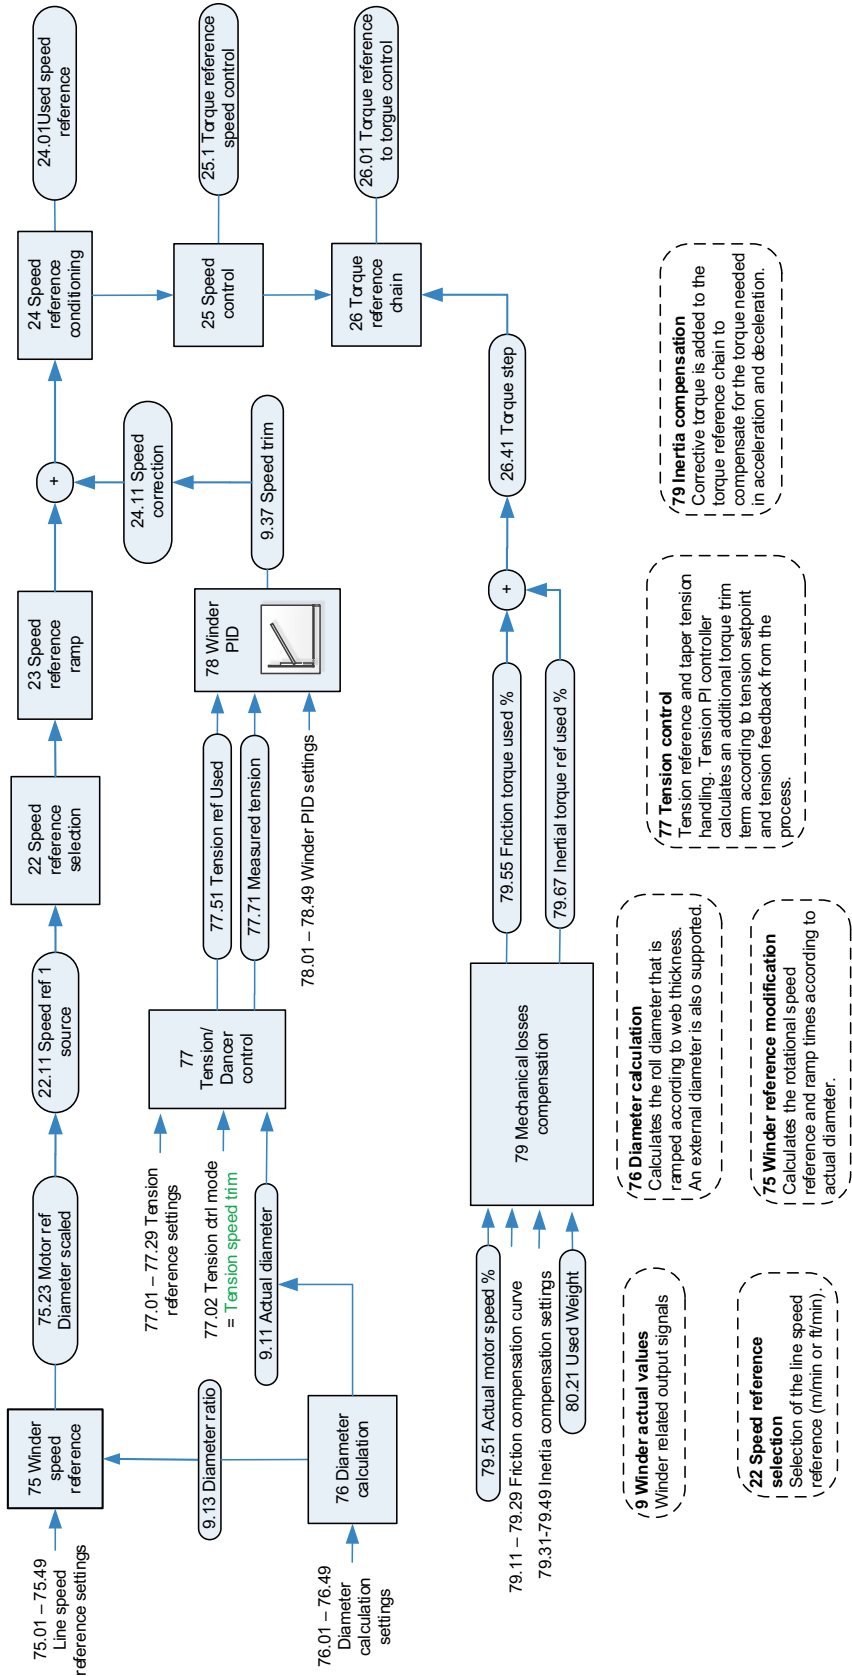 75.01 – 75.49
Line speed
reference settings
75 Winder
speed
reference
75.23 Motor ref
Diameter scaled
22.11 Speed ref 1
source
22 Speed
reference
selection
23 Speed
reference
ramp
+
24 Speed
reference
conditioning
24.01Used speed
reference
9.13 Diameter ratio
77.01 – 77.29 Tension
reference settings
77.02 Tension ctrl mode
= Tension speed trim
9.11 Actual diameter
77
Tension/
Dancer
control
77.51 Tension ref Used
77.71 Measured tension
78.01 – 78.49 Winder PID settings
78 Winder
PID
9.37 Speed trim
24.11 Speed
correction
25 Speed
control
25.1 Torque reference
speed control
76.01 – 76.49
Diameter
calculation
settings
76 Diameter
calculation
26 Torque
reference
chain
26.01 Torque reference
to torgue control
79.51 Actual motor speed %
79.11 – 79.29 Friction compensation curve
79.31-79.49 Inertia compensation settings
80.21 Used Weight
79 Mechanical losses
compensation
79.55 Friction torque used %
79.67 Inertial torque ref used %
+
26.41 Torque step
9 Winder actual values
Winder related output signals
76 Diameter calculation
Calculates the roll diameter that is
ramped according to web thickness.
An external diameter is also supported.
77 Tension control
Tension reference and taper tension
handling. Tension PI controller
calculates an additional torque trim
term according to tension setpoint
and tension feedback from the
process.
79 Inertia compensation
Corrective torque is added to the
torque reference chain to
compensate for the torque needed
in acceleration and deceleration.
22 Speed reference
selection
Selection of the line speed
reference (m/min or ft/min).
75 Winder reference modification
Calculates the rotational speed
reference and ramp times according to
actual diameter.